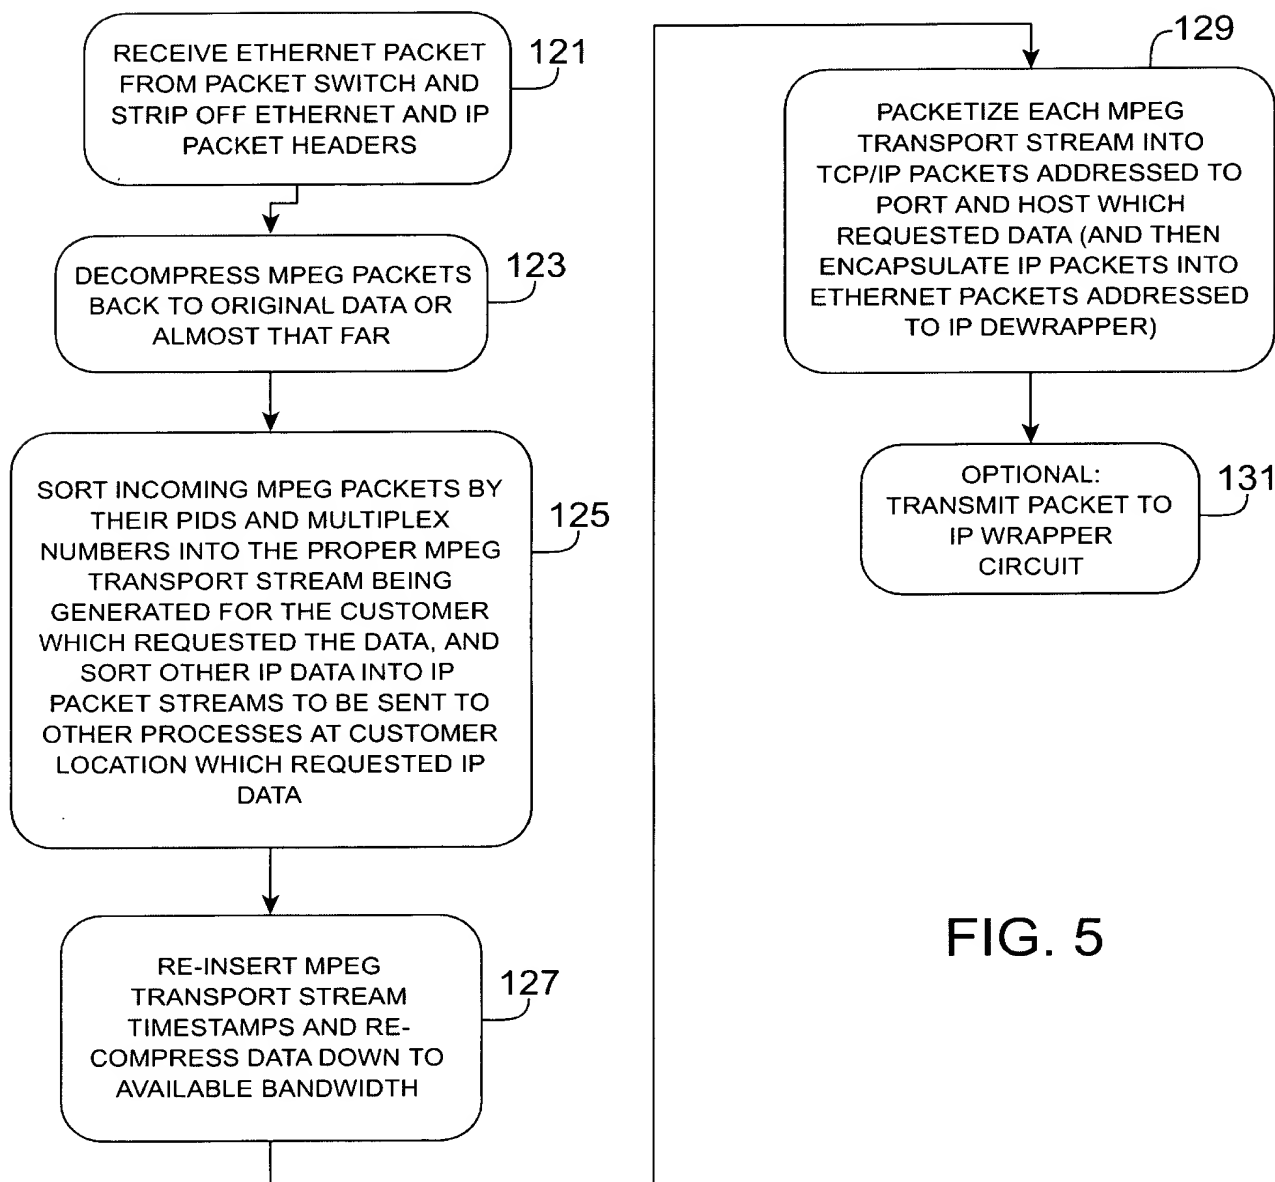 RECEIVE ETHERNET PACKET
FROM PACKET SWITCH AND
STRIP OFF ETHERNET AND IP
PACKET HEADERS
121
DECOMPRESS MPEG PACKETS
BACK TO ORIGINAL DATA OR
ALMOST THAT FAR
123
SORT INCOMING MPEG PACKETS BY
THEIR PIDS AND MULTIPLEX
NUMBERS INTO THE PROPER MPEG
TRANSPORT STREAM BEING
GENERATED FOR THE CUSTOMER
WHICH REQUESTED THE DATA, AND
SORT OTHER IP DATA INTO IP
PACKET STREAMS TO BE SENT TO
OTHER PROCESSES AT CUSTOMER
LOCATION WHICH REQUESTED IP
DATA
125
RE-INSERT MPEG
TRANSPORT STREAM
TIMESTAMPS AND RE-
COMPRESS DATA DOWN TO
AVAILABLE BANDWIDTH
127
PACKETIZE EACH MPEG
TRANSPORT STREAM INTO
TCP/IP PACKETS ADDRESSED TO
PORT AND HOST WHICH
REQUESTED DATA (AND THEN
ENCAPSULATE IP PACKETS INTO
ETHERNET PACKETS ADDRESSED
TO IP DEWRAPPER)
129
OPTIONAL:
TRANSMIT PACKET TO
IP WRAPPER
CIRCUIT
131
FIG. 5